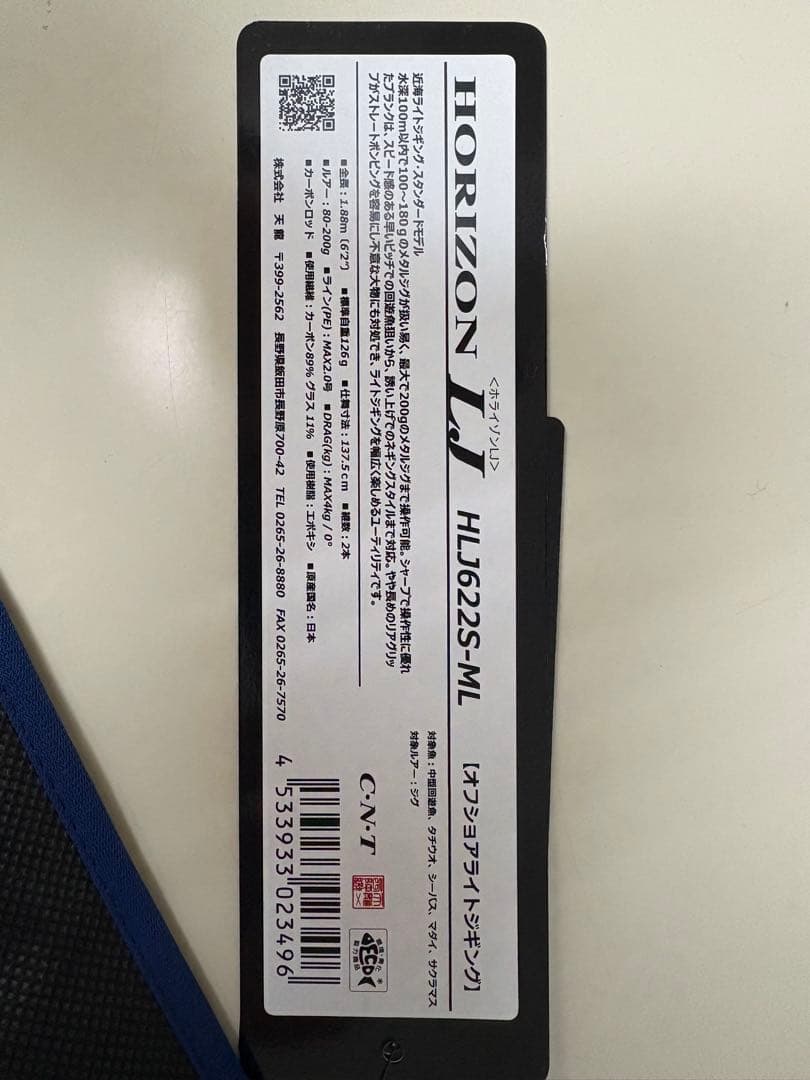 <ホライゾンLJ>
HORIZON LJ HLJ622S-ML 【オフショアライトジギング】
近海ライトジギング・スタンダードモデル
水深100m以内で100～180gのメタルジグが扱い易く、最大で200gのメタルジグまで操作可能。シャープで操作性に優れ
たブランクは、スピード感のある早いピッチでの回遊魚狙いから、誘い上げでのネギングスタイルまで対応。やや長めのリアグリッ
プがストレートポンピングを容易にし不意な大物にも対処でき、ライトジギングを幅広く楽しめるユーティリティです。
対象魚：中型回遊魚、タチウオ、シーバス、マダイ、サクラマス
対象ルアー：ジグ
■全長：1.88m（6'2"） ■標準自重126g ■仕舞寸法：137.5cm ■継数：2本
■ルアー：80-200g ■ライン(PE)：MAX2.0号 ■DRAG(kg)：MAX4kg / 0°
■カーボンロッド ■使用繊維：カーボン89% グラス11% ■使用樹脂：エポキシ ■原産国名：日本
株式会社 天龍 〒399-2562 長野県飯田市長野原700-42 TEL 0265-26-8880 FAX 0265-26-7570
C・N・T
4 533933 023496